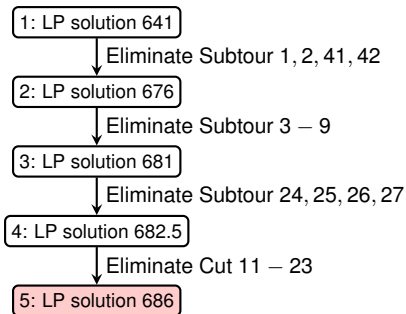 1: LP solution 641
Eliminate Subtour 1, 2, 41, 42
2: LP solution 676
Eliminate Subtour 3 − 9
3: LP solution 681
Eliminate Subtour 24, 25, 26, 27
4: LP solution 682.5
Eliminate Cut 11 − 23
5: LP solution 686